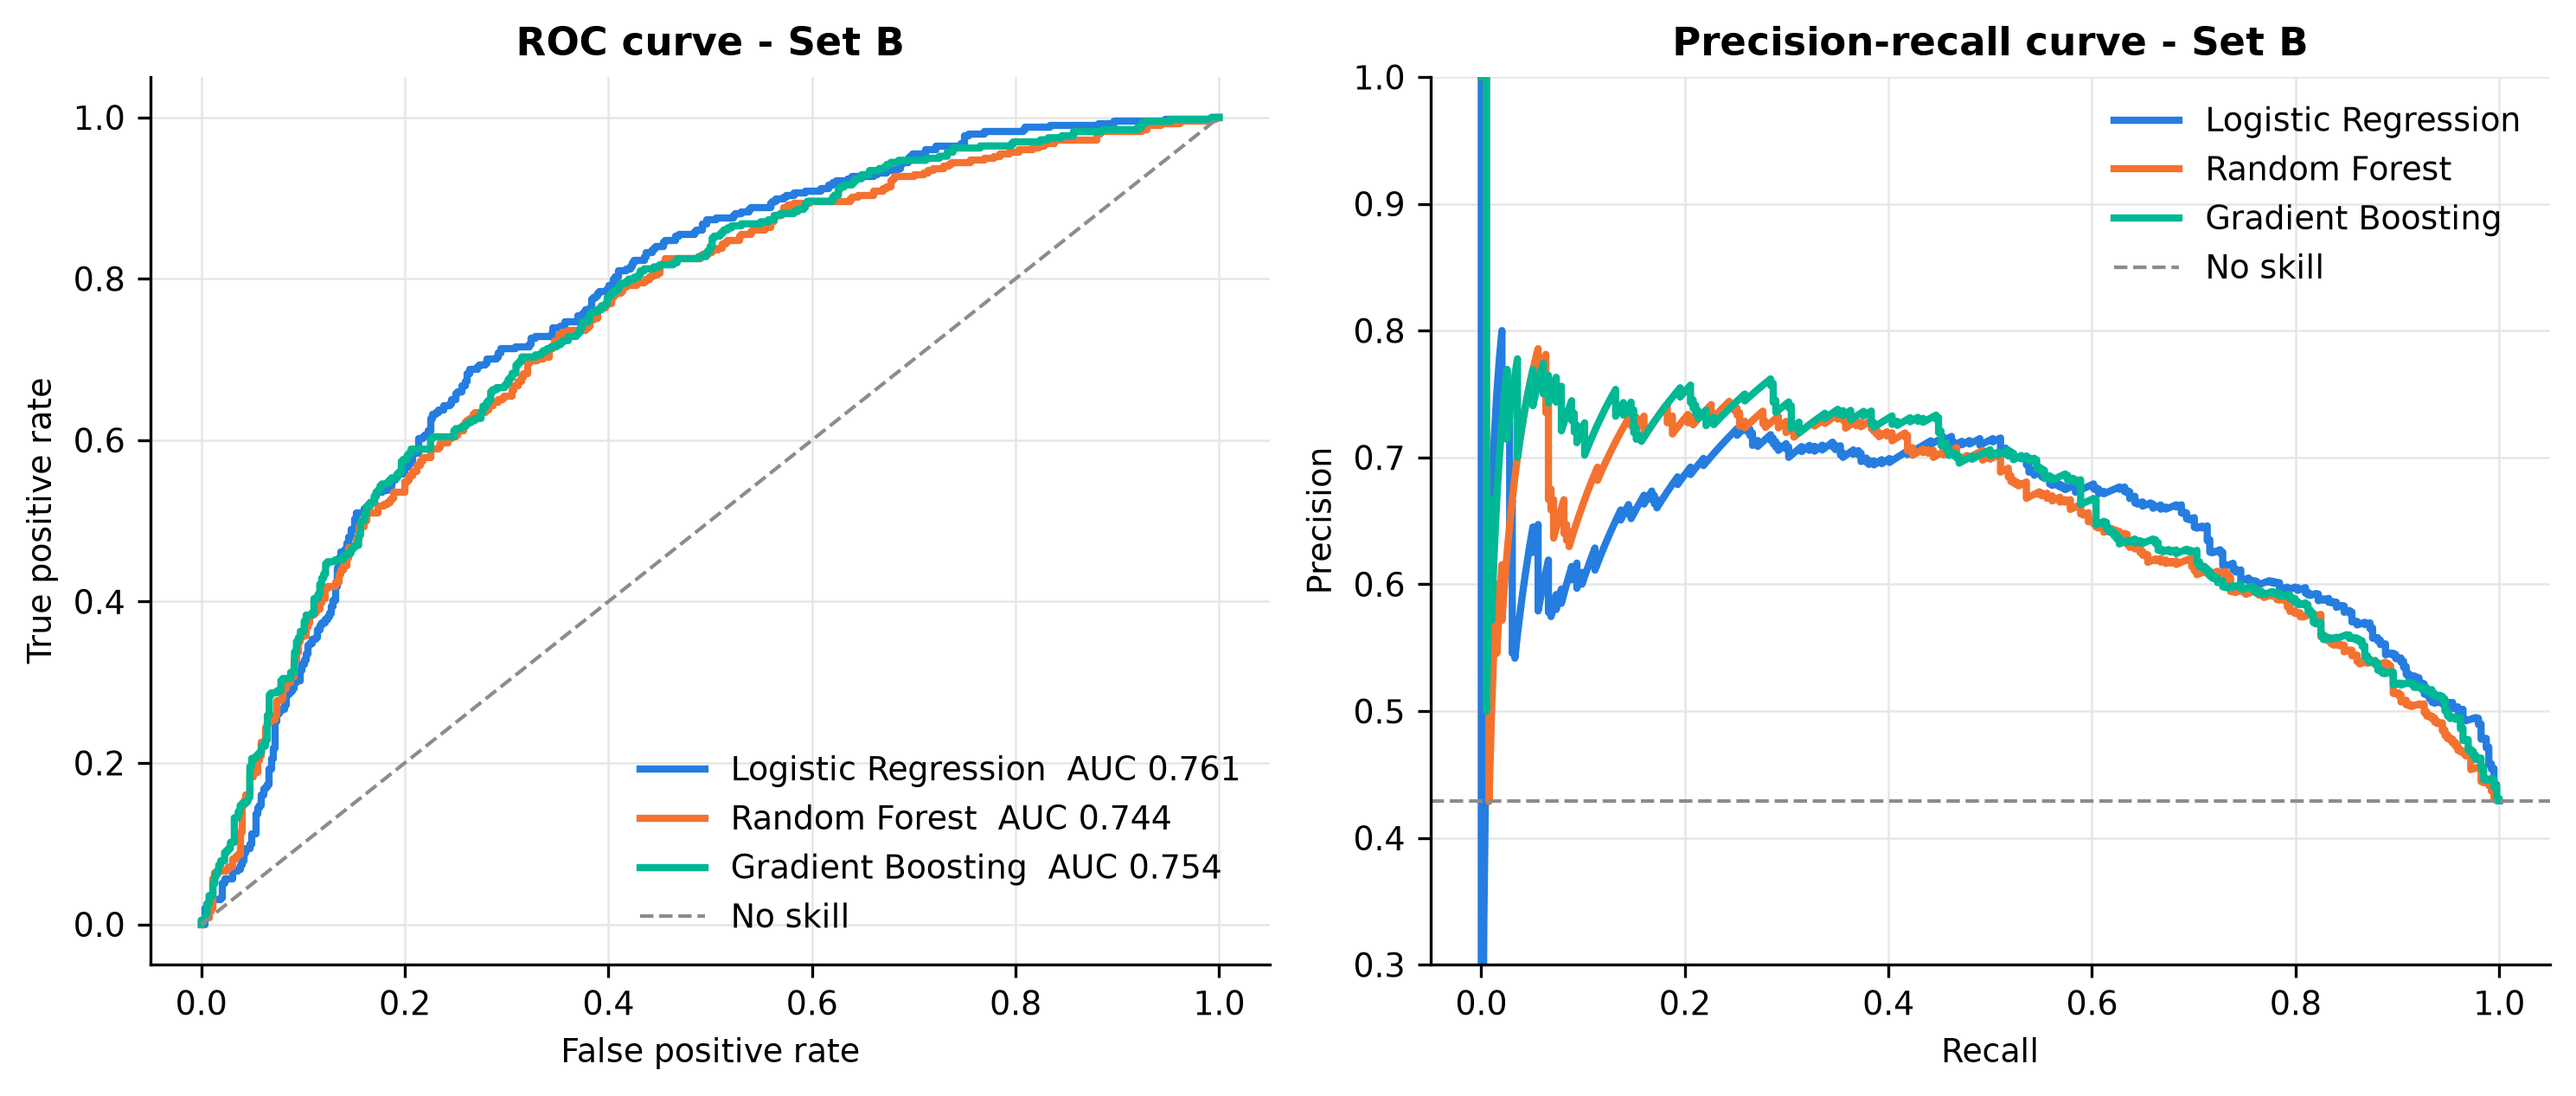 ROC curve - Set B
True positive rate
1.0
0.8
0.6
0.4
0.2
0.0
Logistic Regression  AUC 0.761
Random Forest  AUC 0.744
Gradient Boosting  AUC 0.754
No skill
0.0 0.2 0.4 0.6 0.8 1.0
False positive rate
Precision-recall curve - Set B
Precision
1.0
0.9
0.8
0.7
0.6
0.5
0.4
0.3
Logistic Regression
Random Forest
Gradient Boosting
No skill
0.0 0.2 0.4 0.6 0.8 1.0
Recall